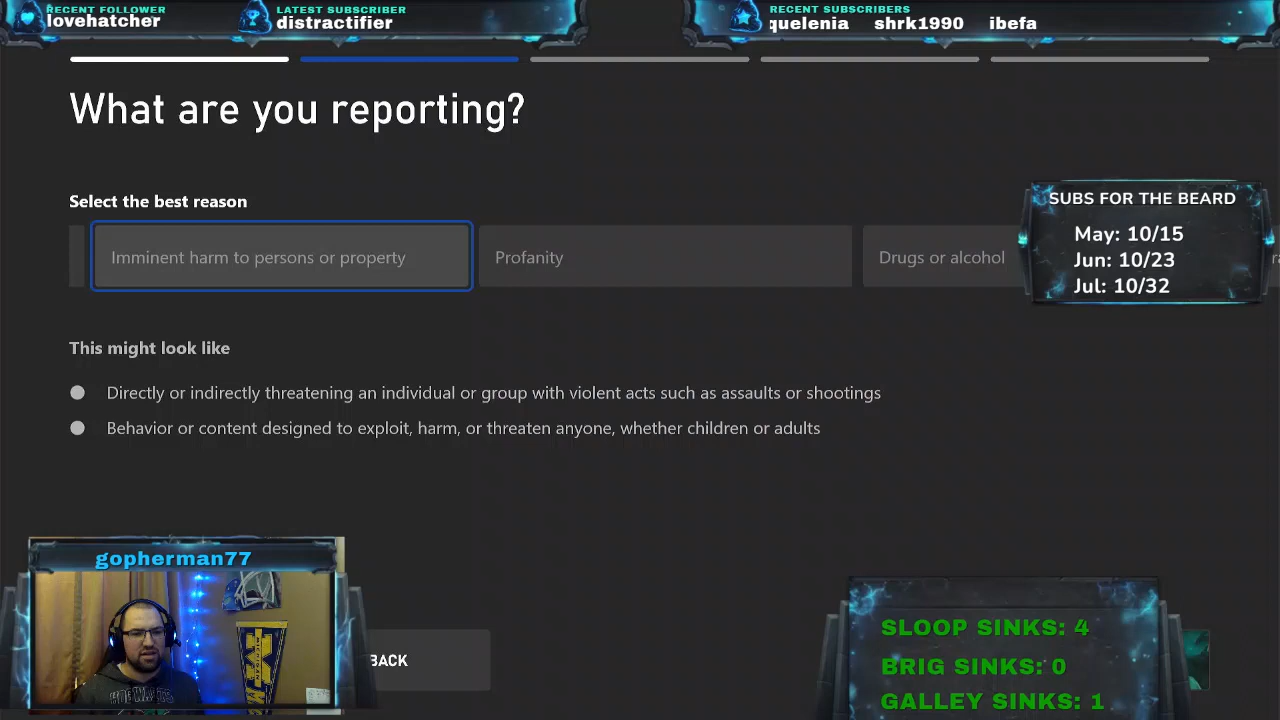 RECENT FOLLOWER
lovehatcher
LATEST SUBSCRIBER
distractifier
RECENT SUBSCRIBERS
quelenia shrk1990 ibefa
What are you reporting?
Select the best reason
Imminent harm to persons or property
Profanity
Drugs or alcohol
SUBS FOR THE BEARD
May: 10/15
Jun: 10/23
Jul: 10/32
This might look like
Directly or indirectly threatening an individual or group with violent acts such as assaults or shootings
Behavior or content designed to exploit, harm, or threaten anyone, whether children or adults
gopherman77
BACK
SLOOP SINKS: 4
BRIG SINKS: 0
GALLEY SINKS: 1